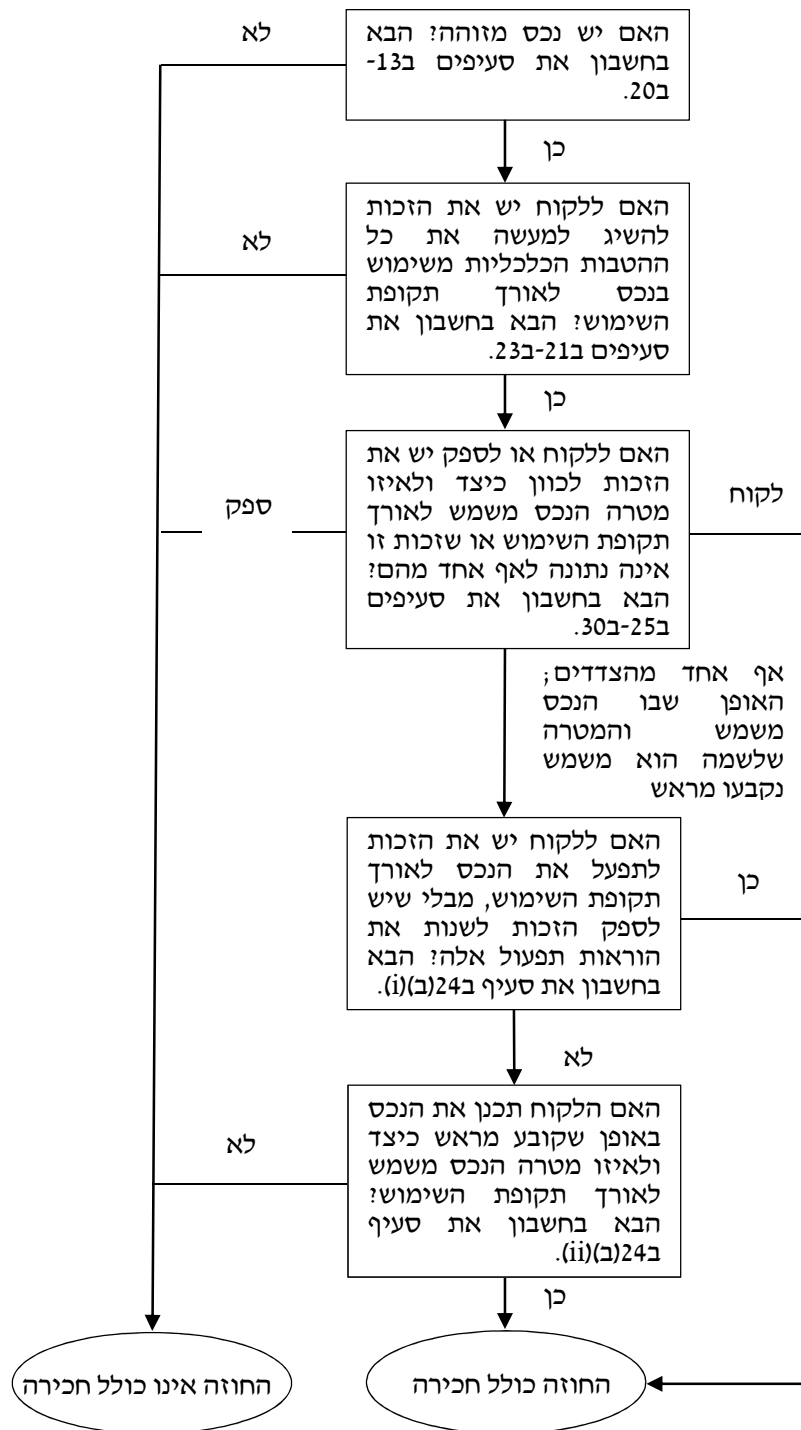 האם יש נכס מזוהה? הבא
בחשבון את סעיפים ב13-
ב20.
לא
כן
האם ללקוח יש את הזכות
להשיג למעשה את כל
ההטבות הכלכליות משימוש
בנכס לאורך תקופת
השימוש? הבא בחשבון את
סעיפים ב21-ב23.
לא
כן
האם ללקוח או לספק יש את
הזכות לכוון כיצד ולאיזו
מטרה הנכס משמש לאורך
תקופת השימוש או שזכות זו
אינה נתונה לאף אחד מהם?
הבא בחשבון את סעיפים
ב25-ב30.
לקוח
ספק
אף אחד מהצדדים;
האופן שבו הנכס
משמש והמטרה
שלשמה הוא משמש
נקבעו מראש
האם ללקוח יש את הזכות
לתפעל את הנכס לאורך
תקופת השימוש, מבלי שיש
לספק הזכות לשנות את
הוראות תפעול אלה? הבא
בחשבון את סעיף ב24(ב)(i).
כן
לא
האם הלקוח תכנן את הנכס
באופן שקובע מראש כיצד
ולאיזו מטרה הנכס משמש
לאורך תקופת השימוש?
הבא בחשבון את סעיף
ב24(ב)(ii).
לא
כן
החוזה כולל חכירה
החוזה אינו כולל חכירה